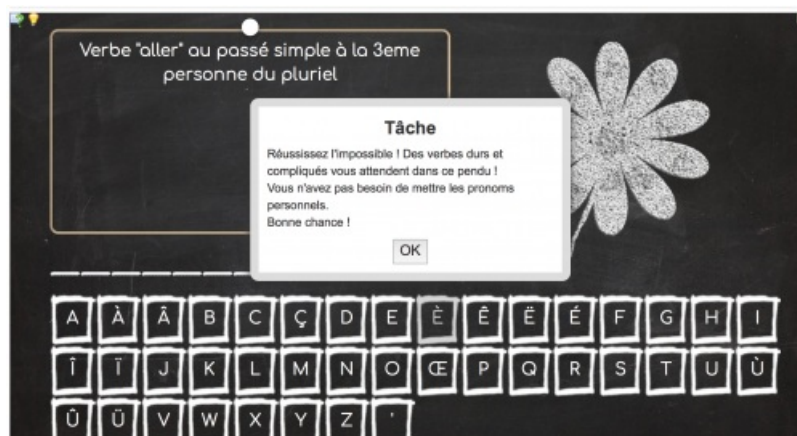 Verbe "aller" au passé simple à la 3eme
personne du pluriel
Tâche
Réussissez l'impossible ! Des verbes durs et
compliqués vous attendent dans ce pendu !
Vous n'avez pas besoin de mettre les pronoms
personnels.
Bonne chance !
OK
A À Â B C Ç D E È Ê Ë É F G H I
Î Ï J K L M N O Œ P Q R S T U Ù
Û Ü V W X Y Z '